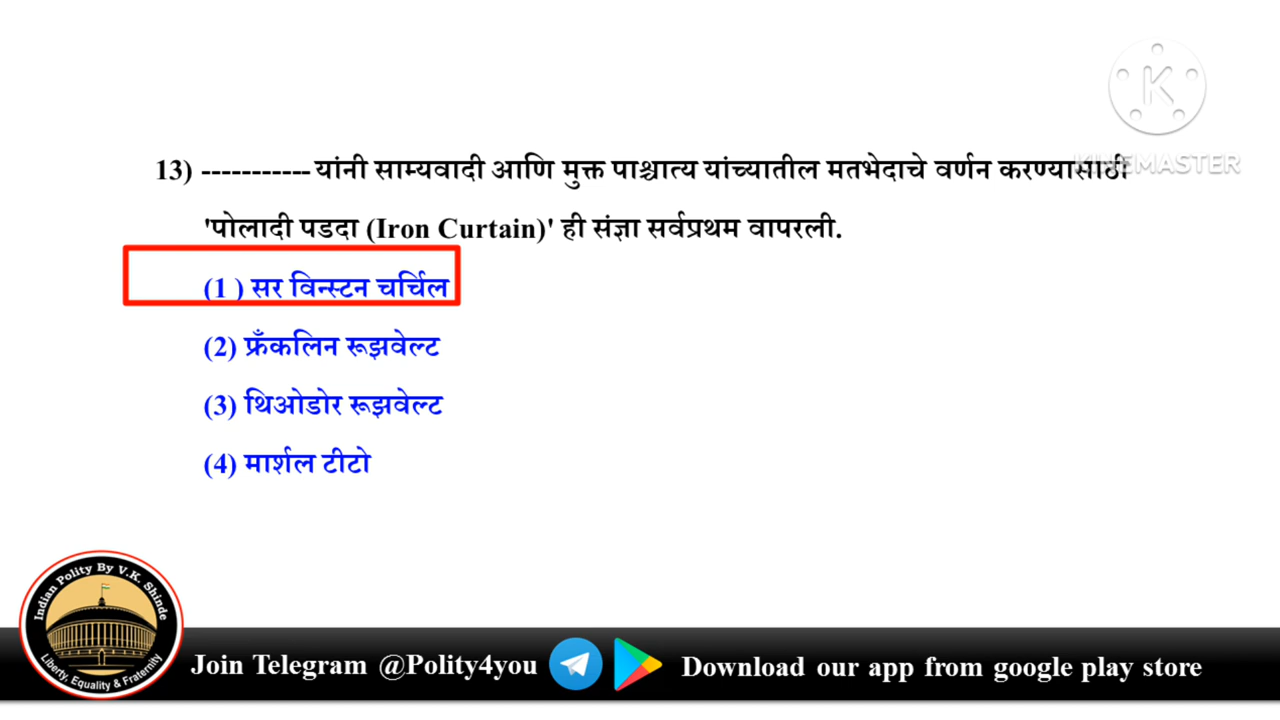 KINEMASTER
13) ------------ यांनी साम्यवादी आणि मुक्त पाश्चात्य यांच्यातील मतभेदाचे वर्णन करण्यासाठी
'पोलादी पडदा (Iron Curtain)' ही संज्ञा सर्वप्रथम वापरली.
(1 ) सर विन्स्टन चर्चिल
(2) फ्रँकलिन रूझवेल्ट
(3) थिओडोर रूझवेल्ट
(4) मार्शल टीटो
Indian Polity By V.K. Shinde
Liberty, Equality & Fraternity
Join Telegram @Polity4you
Download our app from google play store